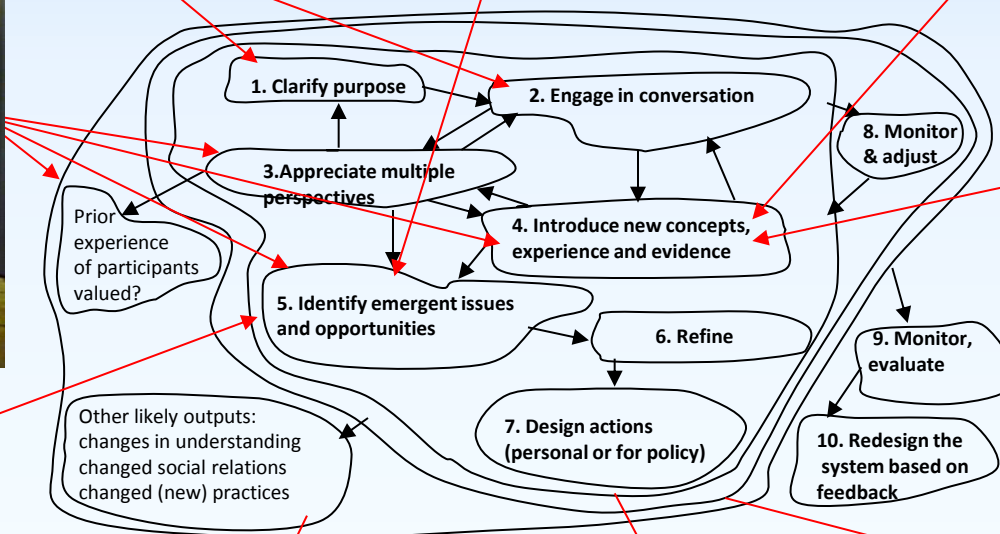 1. Clarify purpose
2. Engage in conversation
8. Monitor
& adjust
3.Appreciate multiple
perspectives
Prior
experience
of participants
valued?
4. Introduce new concepts,
experience and evidence
5. Identify emergent issues
and opportunities
6. Refine
9. Monitor,
evaluate
Other likely outputs:
changes in understanding
changed social relations
changed (new) practices
7. Design actions
(personal or for policy)
10. Redesign the
system based on
feedback